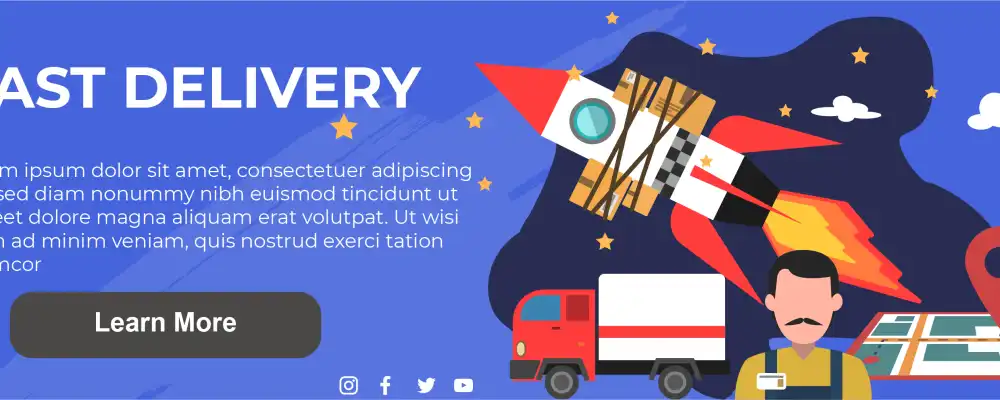 AST DELIVERY
m ipsum dolor sit amet, consectetuer adipiscing
sed diam nonummy nibh euismod tincidunt ut
eet dolore magna aliquam erat volutpat. Ut wisi
ad minim veniam, quis nostrud exerci tation
mcor
Learn More